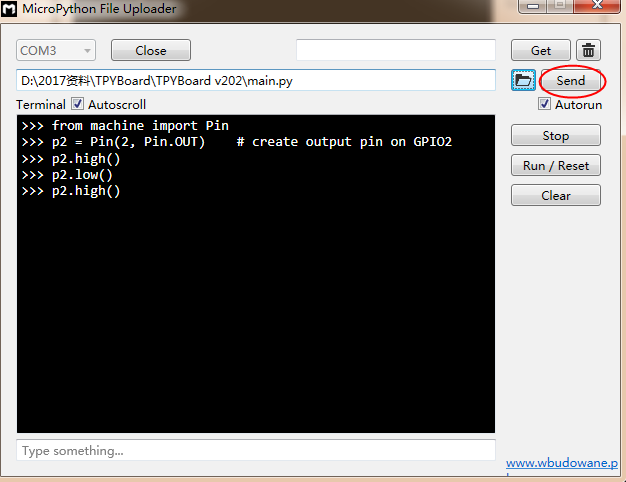 MicroPython File Uploader
COM3 Close Get
D:\2017资料\TPYBoard\TPYBoard v202\main.py Send
Terminal Autoscroll Autorun
>>> from machine import Pin
>>> p2 = Pin(2, Pin.OUT)    # create output pin on GPIO2
>>> p2.high()
>>> p2.low()
>>> p2.high()
Stop
Run / Reset
Clear
Type something...
www.wbudowane.p